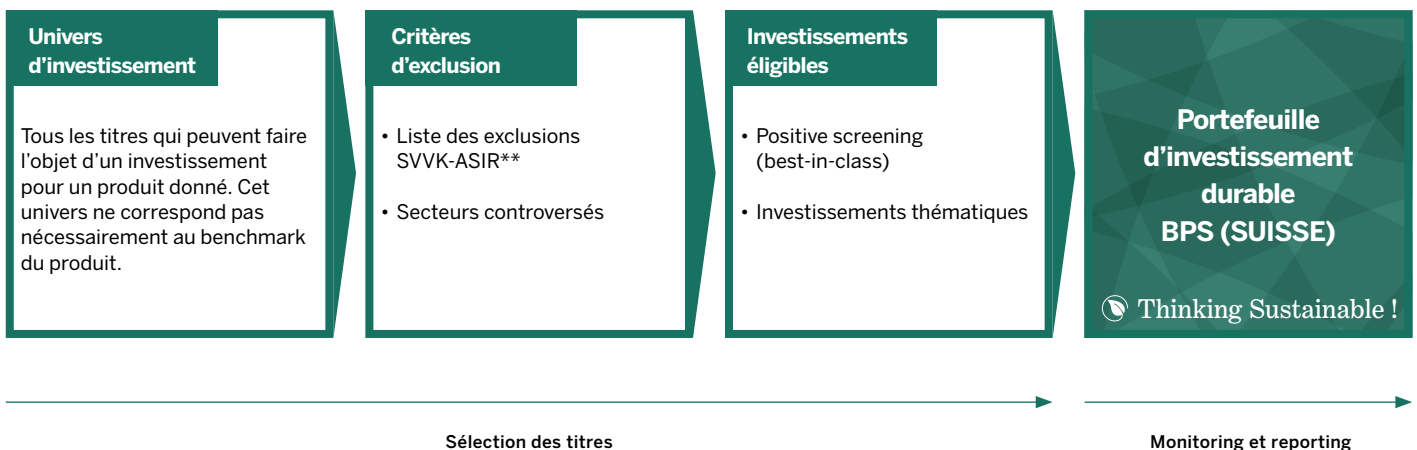 Univers
d’investissement
Tous les titres qui peuvent faire
l’objet d’un investissement
pour un produit donné. Cet
univers ne correspond pas
nécessairement au benchmark
du produit.
Critères
d’exclusion
• Liste des exclusions
SVVK-ASIR**
• Secteurs controversés
Investissements
éligibles
• Positive screening
(best-in-class)
• Investissements thématiques
Portefeuille
d’investissement
durable
BPS (SUISSE)
Thinking Sustainable !
Sélection des titres
Monitoring et reporting